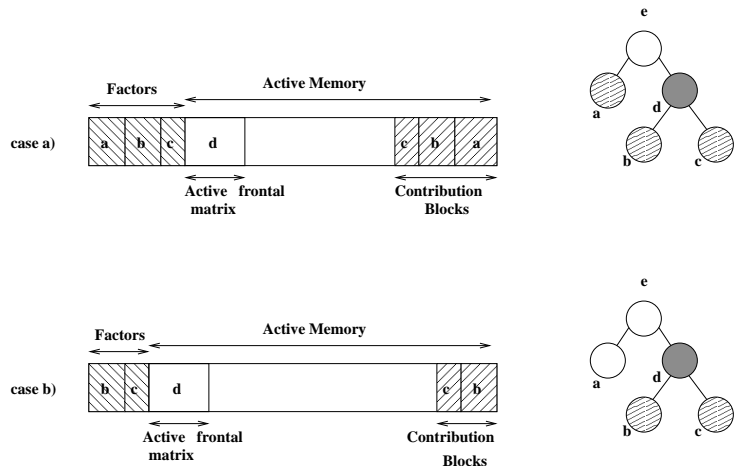 e
Factors
Active Memory
case a)
a b c d c b a
d
a
b
c
Active frontal
matrix
Contribution
Blocks
e
Factors
Active Memory
case b)
b c d c b
a
d
b
c
Active frontal
matrix
Contribution
Blocks